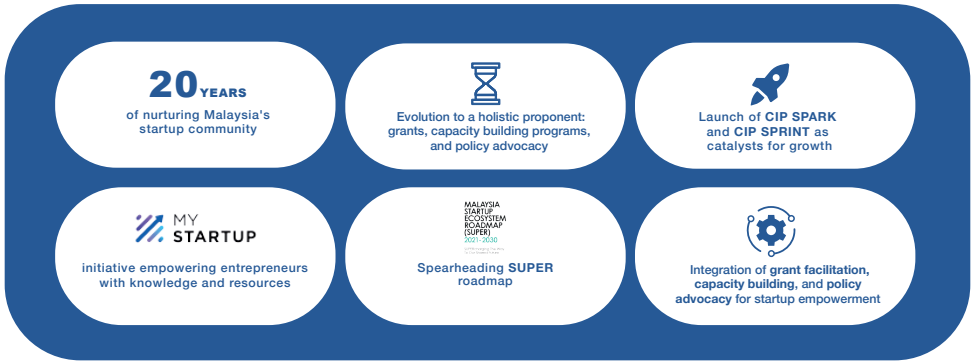 20 YEARS
of nurturing Malaysia's
startup community
Evolution to a holistic proponent:
grants, capacity building programs,
and policy advocacy
Launch of CIP SPARK
and CIP SPRINT as
catalysts for growth
MY
STARTUP
initiative empowering entrepreneurs
with knowledge and resources
MALAYSIA
STARTUP
ECOSYSTEM
ROADMAP
(SUPER)
2021-2030
Spearheading SUPER
roadmap
Integration of grant facilitation,
capacity building, and policy
advocacy for startup empowerment